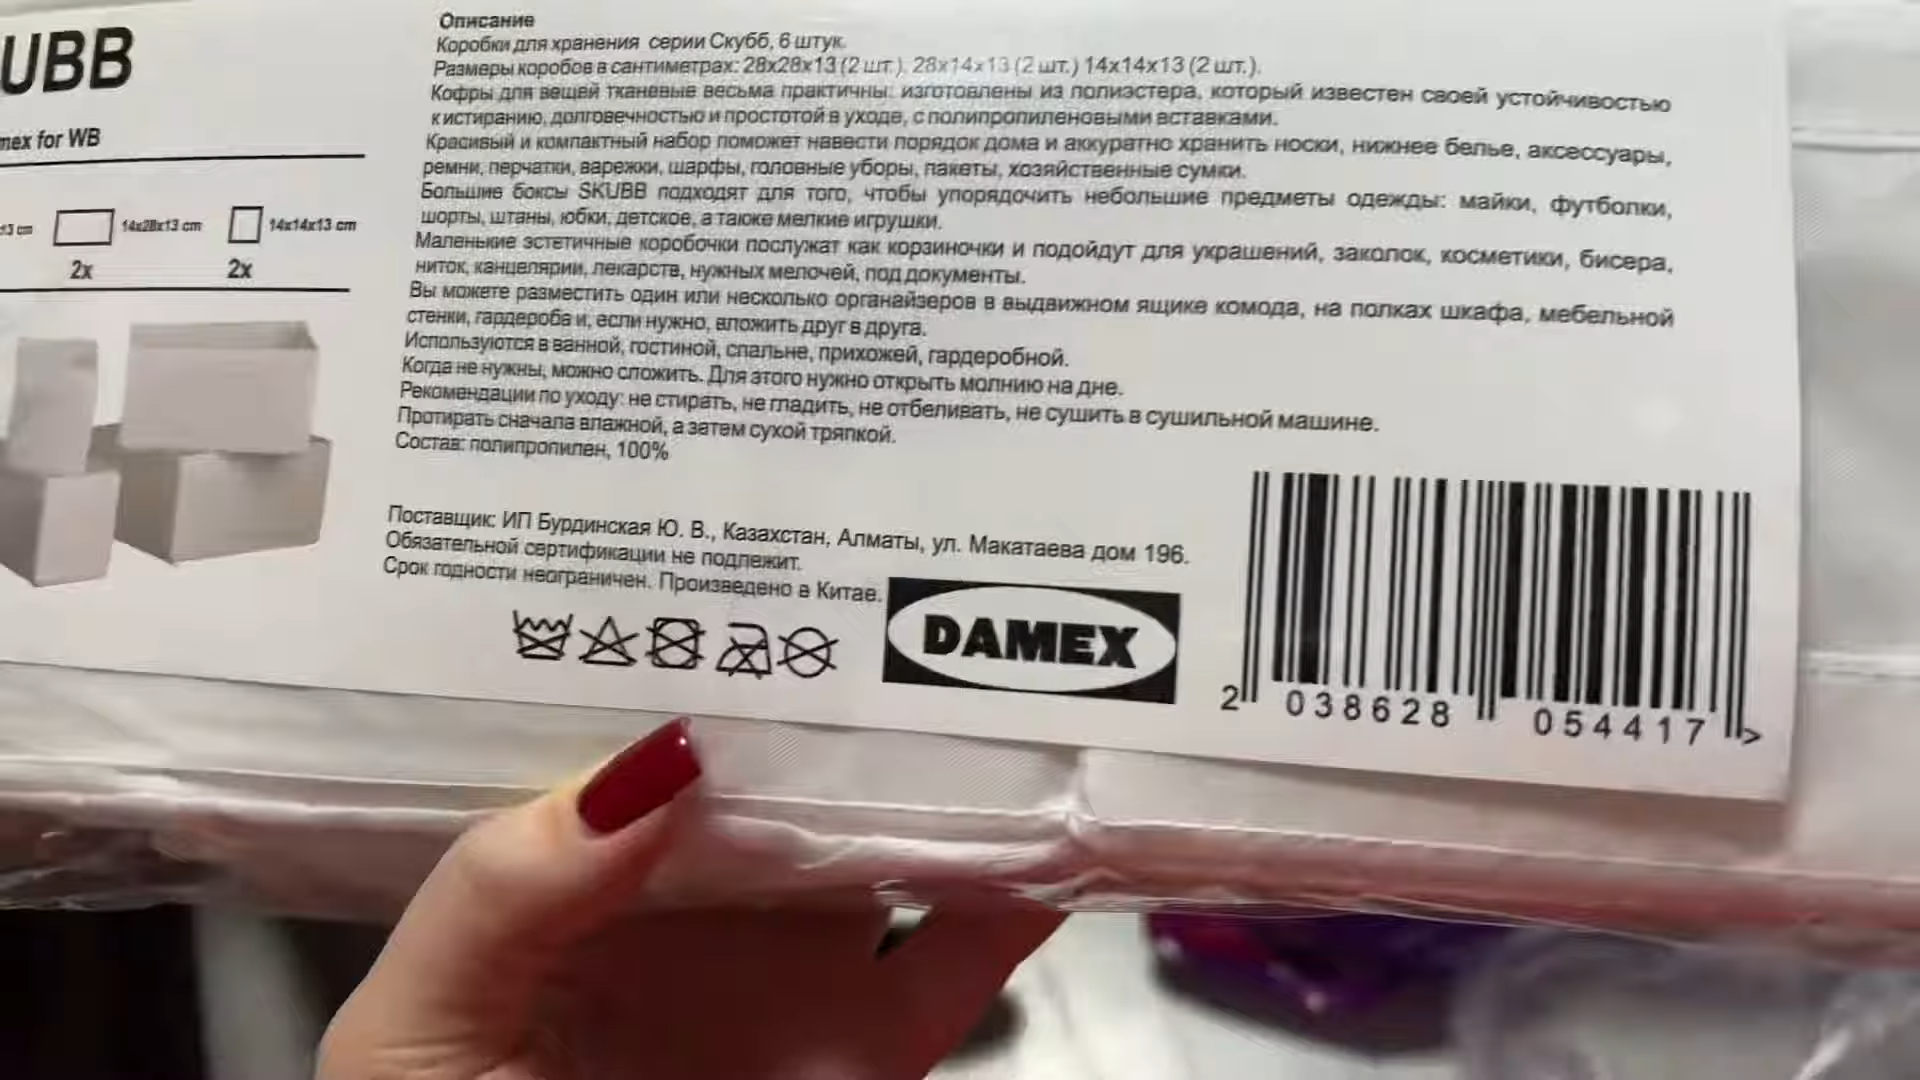 UBB
mex for WB
13 cm 14x28x13 cm 14x14x13 cm
2x 2x
Описание
Коробки для хранения серии Скубб, 6 штук.
Размеры коробов в сантиметрах: 28х28х13 (2 шт.), 28х14х13 (2 шт.) 14х14х13 (2 шт.).
Кофры для вещей тканевые весьма практичны: изготовлены из полиэстера, который известен своей устойчивостью
к истиранию, долговечностью и простотой в уходе, с полипропиленовыми вставками.
Красивый и компактный набор поможет навести порядок дома и аккуратно хранить носки, нижнее белье, аксессуары,
ремни, перчатки, варежки, шарфы, головные уборы, пакеты, хозяйственные сумки.
Большие боксы SKUBB подходят для того, чтобы упорядочить небольшие предметы одежды: майки, футболки,
шорты, штаны, юбки, детское, а также мелкие игрушки.
Маленькие эстетичные коробочки послужат как корзиночки и подойдут для украшений, заколок, косметики, бисера,
ниток, канцелярии, лекарств, нужных мелочей, под документы.
Вы можете разместить один или несколько органайзеров в выдвижном ящике комода, на полках шкафа, мебельной
стенки, гардероба и, если нужно, вложить друг в друга.
Используются в ванной, гостиной, спальне, прихожей, гардеробной.
Когда не нужны, можно сложить. Для этого нужно открыть молнию на дне.
Рекомендации по уходу: не стирать, не гладить, не отбеливать, не сушить в сушильной машине.
Протирать сначала влажной, а затем сухой тряпкой.
Состав: полипропилен, 100%
Поставщик: ИП Бурдинская Ю. В., Казахстан, Алматы, ул. Макатаева дом 196.
Обязательной сертификации не подлежит.
Срок годности неограничен. Произведено в Китае.
DAMEX
2 038628 054417 >